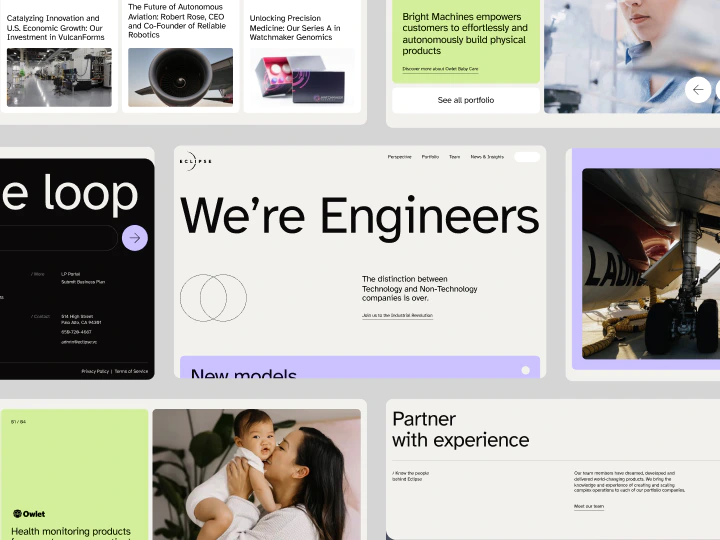 Catalyzing Innovation and
U.S. Economic Growth: Our
Investment in VulcanForms
The Future of Autonomous
Aviation: Robert Rose, CEO
and Co-Founder of Reliable
Robotics
Unlocking Precision
Medicine: Our Series A in
Watchmaker Genomics
Bright Machines empowers
customers to effortlessly and
autonomously build physical
products
Discover more about Owlet Baby Care
See all portfolio
e loop
/ More
LP Portal
Submit Business Plan
/ Contact
514 High Street
Palo Alto, CA 94301
650-720-4667
admin@eclipse.vc
Privacy Policy | Terms of Service
ECLIPSE
Perspective
Portfolio
Team
News & Insights
We're Engineers
The distinction between
Technology and Non-Technology
companies is over.
Join us to the Industrial Revolution
New models
LAUN
01 / 04
Owlet
Health monitoring products
Partner
with experience
/ Know the people
behind Eclipse
Our team members have dreamed, developed and
delivered world-changing products. We bring the
knowledge and experience of creating and scaling
complex operations to each of our portfolio companies.
Meet our team